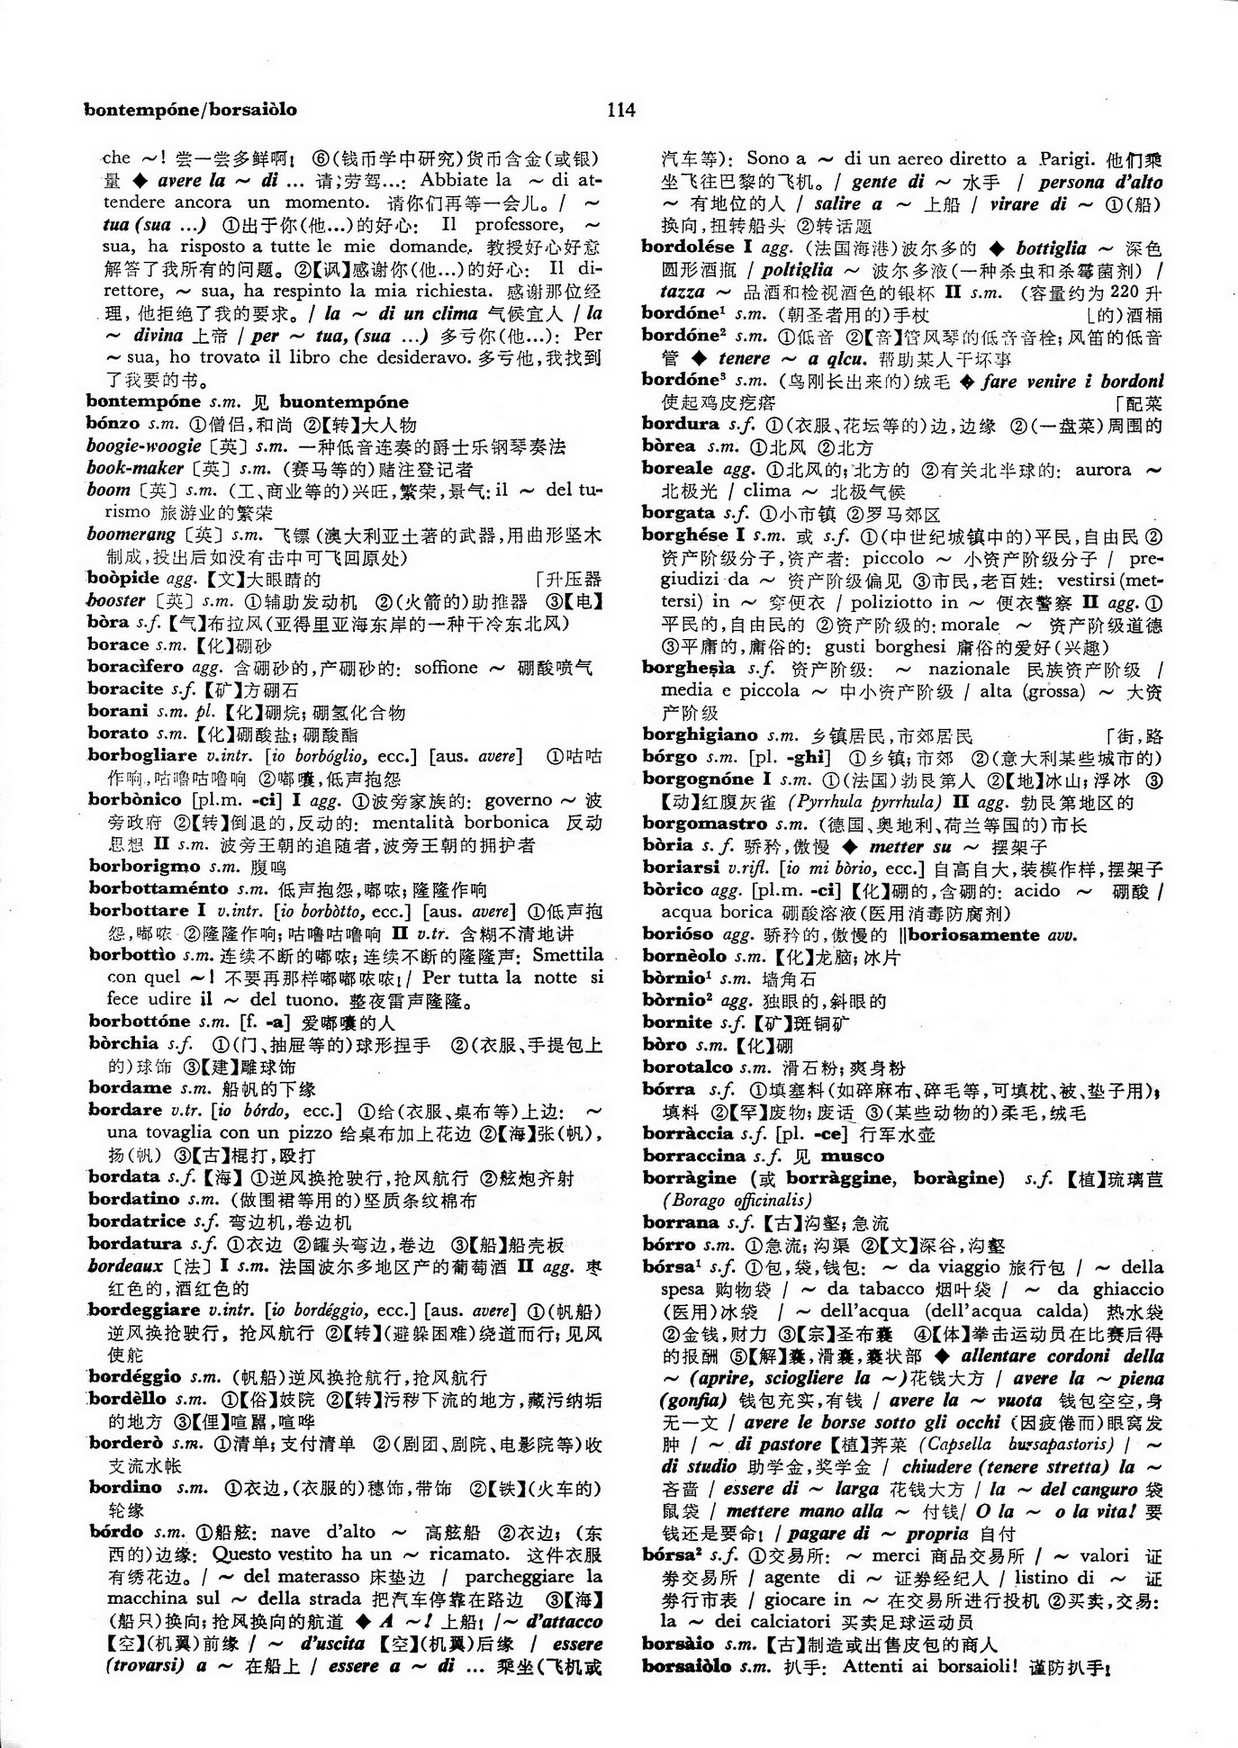 bontempóne/borsaiòlo
114
che ～! 尝一尝多鲜啊! ⑥(钱币学中研究)货币含金(或银)
量 ◆ avere la ～ di ... 请;劳驾...: Abbiate la ～ di at-
tendere ancora un momento. 请你们再等一会儿。/ ～
tua (sua ...) ①出于你(他...)的好心: Il professore, ～
sua, ha risposto a tutte le mie domande. 教授好心好意
解答了我所有的问题。②【讽】感谢你(他...)的好心: Il di-
rettore, ～ sua, ha respinto la mia richiesta. 感谢那位经
理, 他拒绝了我的要求。/ la ～ di un clima 气候宜人 / la
～ divina 上帝 / per ～ tua, (sua ...) 多亏你(他...): Per
～ sua, ho trovato il libro che desideravo. 多亏他,我找到
了我要的书。
bontempóne s.m. 见 buontempóne
bónzo s.m. ①僧侣,和尚 ②【转】大人物
boogie-woogie〔英〕s.m. 一种低音连奏的爵士乐钢琴奏法
book-maker〔英〕s.m. (赛马等的)赌注登记者
boom〔英〕s.m. (工、商业等的)兴旺,繁荣,景气: il ～ del tu-
rismo 旅游业的繁荣
boomerang〔英〕s.m. 飞镖(澳大利亚土著的武器,用曲形坚木
制成,投出后如没有击中可飞回原处)
boòpide agg.【文】大眼睛的 「升压器
booster〔英〕s.m. ①辅助发动机 ②(火箭的)助推器 ③【电】
bòra s.f.【气】布拉风(亚得里亚海东岸的一种干冷东北风)
borace s.m.【化】硼砂
boracìfero agg. 含硼砂的,产硼砂的: soffione ～ 硼酸喷气
boracite s.f.【矿】方硼石
borani s.m. pl.【化】硼烷; 硼氢化合物
borato s.m.【化】硼酸盐; 硼酸酯
borbogliare v.intr. [io borbóglio, ecc.] [aus. avere] ①咕咕
作响,咕噜咕噜响 ②嘟囔,低声抱怨
borbònico [pl.m. -ci] I agg. ①波旁家族的: governo ～ 波
旁政府 ②【转】倒退的,反动的: mentalità borbonica 反动
思想 II s.m. 波旁王朝的追随者,波旁王朝的拥护者
borborigmo s.m. 腹鸣
borbottaménto s.m. 低声抱怨,嘟哝; 隆隆作响
borbottare I v.intr. [io borbòtto, ecc.] [aus. avere] ①低声抱
怨,嘟哝 ②隆隆作响; 咕噜咕噜响 II v.tr. 含糊不清地讲
borbottìo s.m. 连续不断的嘟哝; 连续不断的隆隆声: Smettila
con quel ～! 不要再那样嘟嘟哝哝!/ Per tutta la notte si
fece udire il ～ del tuono. 整夜雷声隆隆。
borbottóne s.m. [f. -a] 爱嘟囔的人
bòrchia s.f. ①(门、抽屉等的)球形捏手 ②(衣服、手提包上
的)球饰 ③【建】雕球饰
bordame s.m. 船帆的下缘
bordare v.tr. [io bórdo, ecc.] ①给(衣服、桌布等)上边: ～
una tovaglia con un pizzo 给桌布加上花边 ②【海】张(帆),
扬(帆) ③【古】棍打,殴打
bordata s.f.【海】①逆风换抢驶行,抢风航行 ②舷炮齐射
bordatino s.m. (做围裙等用的)坚质条纹棉布
bordatrice s.f. 弯边机,卷边机
bordatura s.f. ①衣边 ②罐头弯边,卷边 ③【船】船壳板
bordeaux〔法〕I s.m. 法国波尔多地区产的葡萄酒 II agg. 枣
红色的,酒红色的
bordeggiare v.intr. [io bordéggio, ecc.] [aus. avere] ①(帆船)
逆风换抢驶行, 抢风航行 ②【转】(避躲困难)绕道而行; 见风
使舵
bordéggio s.m. (帆船)逆风换抢航行,抢风航行
bordèllo s.m. ①【俗】妓院 ②【转】污秽下流的地方,藏污纳垢
的地方 ③【俚】喧嚣,喧哗
borderò s.m. ①清单; 支付清单 ②(剧团、剧院、电影院等)收
支流水帐
bordino s.m. ①衣边,(衣服的)穗饰,带饰 ②【铁】(火车的)
轮缘
bórdo s.m. ①船舷: nave d'alto ～ 高舷船 ②衣边; (东
西的)边缘: Questo vestito ha un ～ ricamato. 这件衣服
有绣花边。/ ～ del materasso 床垫边 / parcheggiare la
macchina sul ～ della strada 把汽车停靠在路边 ③【海】
(船只)换向; 抢风换向的航道 ◆ A ～! 上船! /～ d'attacco
【空】(机翼)前缘 / ～ d'uscita【空】(机翼)后缘 / essere
(trovarsi) a ～ 在船上 / essere a ～ di ... 乘坐(飞机或
汽车等): Sono a ～ di un aereo diretto a Parigi. 他们乘
坐飞往巴黎的飞机。/ gente di ～ 水手 / persona d'alto
～ 有地位的人 / salire a ～ 上船 / virare di ～ ①(船)
换向,扭转船头 ②转话题
bordolése I agg. (法国海港)波尔多的 ◆ bottiglia ～ 深色
圆形酒瓶 / poltiglia ～ 波尔多液(一种杀虫和杀霉菌剂) /
tazza ～ 品酒和检视酒色的银杯 II s.m. (容量约为 220 升
bordóne¹ s.m. (朝圣者用的)手杖 ⌊的)酒桶
bordóne² s.m. ①低音 ②【音】管风琴的低音音栓; 风笛的低音
管 ◆ tenere ～ a qlcu. 帮助某人干坏事
bordóne³ s.m. (鸟刚长出来的)绒毛 ◆ fare venire i bordoni
使起鸡皮疙瘩 「配菜
bordura s.f. ①(衣服、花坛等的)边,边缘 ②(一盘菜)周围的
bòrea s.m. ①北风 ②北方
boreale agg. ①北风的; 北方的 ②有关北半球的: aurora ～
北极光 / clima ～ 北极气候
borgata s.f. ①小市镇 ②罗马郊区
borghése I s.m. 或 s.f. ①(中世纪城镇中的)平民,自由民 ②
资产阶级分子,资产者: piccolo ～ 小资产阶级分子 / pre-
giudizi da ～ 资产阶级偏见 ③市民,老百姓: vestirsi (met-
tersi) in ～ 穿便衣 / poliziotto in ～ 便衣警察 II agg. ①
平民的,自由民的 ②资产阶级的: morale ～ 资产阶级道德
③平庸的,庸俗的: gusti borghesi 庸俗的爱好(兴趣)
borgheṣìa s.f. 资产阶级: ～ nazionale 民族资产阶级 /
media e piccola ～ 中小资产阶级 / alta (grossa) ～ 大资
产阶级
borghigiano s.m. 乡镇居民,市郊居民 「街,路
bórgo s.m. [pl. -ghi] ①乡镇; 市郊 ②(意大利某些城市的)
borgognóne I s.m. ①(法国)勃艮第人 ②【地】冰山; 浮冰 ③
【动】红腹灰雀 (Pyrrhula pyrrhula) II agg. 勃艮第地区的
borgomastro s.m. (德国、奥地利、荷兰等国的)市长
bòria s. f. 骄矜,傲慢 ◆ metter su ～ 摆架子
boriarsi v.rifl. [io mi bòrio, ecc.] 自高自大,装模作样,摆架子
bòrico agg. [pl.m. -ci]【化】硼的,含硼的: acido ～ 硼酸 /
acqua borica 硼酸溶液(医用消毒防腐剂)
borióso agg. 骄矜的,傲慢的 ‖boriosamente avv.
bornèolo s.m.【化】龙脑; 冰片
bòrnio¹ s.m. 墙角石
bòrnio² agg. 独眼的,斜眼的
bornite s.f.【矿】斑铜矿
bòro s.m.【化】硼
borotalco s.m. 滑石粉; 爽身粉
bórra s.f. ①填塞料(如碎麻布、碎毛等,可填枕、被、垫子用);
填料 ②【罕】废物; 废话 ③(某些动物的)柔毛,绒毛
borràccia s.f. [pl. -ce] 行军水壶
borraccina s.f. 见 musco
borràgine (或 borràggine, boràgine) s.f.【植】琉璃苣
(Borago officinalis)
borrana s.f.【古】沟壑; 急流
bórro s.m. ①急流; 沟渠 ②【文】深谷,沟壑
bórsa¹ s.f. ①包,袋,钱包: ～ da viaggio 旅行包 / ～ della
spesa 购物袋 / ～ da tabacco 烟叶袋 / ～ da ghiaccio
(医用)冰袋 / ～ dell'acqua (dell'acqua calda) 热水袋
②金钱,财力 ③【宗】圣布囊 ④【体】拳击运动员在比赛后得
的报酬 ⑤【解】囊,滑囊,囊状部 ◆ allentare cordoni della
～ (aprire, sciogliere la ～)花钱大方 / avere la ～ piena
(gonfia) 钱包充实,有钱 / avere la ～ vuota 钱包空空,身
无一文 / avere le borse sotto gli occhi (因疲倦而)眼窝发
肿 / ～ di pastore【植】荠菜 (Capsella bursapastoris) / ～
di studio 助学金,奖学金 / chiudere (tenere stretta) la ～
吝啬 / essere di ～ larga 花钱大方 / la ～ del canguro 袋
鼠袋 / mettere mano alla ～ 付钱/ O la ～ o la vita! 要
钱还是要命! / pagare di ～ propria 自付
bórsa² s.f. ①交易所: ～ merci 商品交易所 / ～ valori 证
券交易所 / agente di ～ 证券经纪人 / listino di ～ 证
券行市表 / giocare in ～ 在交易所进行投机 ②买卖,交易:
la ～ dei calciatori 买卖足球运动员
borsàio s.m.【古】制造或出售皮包的商人
borsaiòlo s.m. 扒手: Attenti ai borsaioli! 谨防扒手!